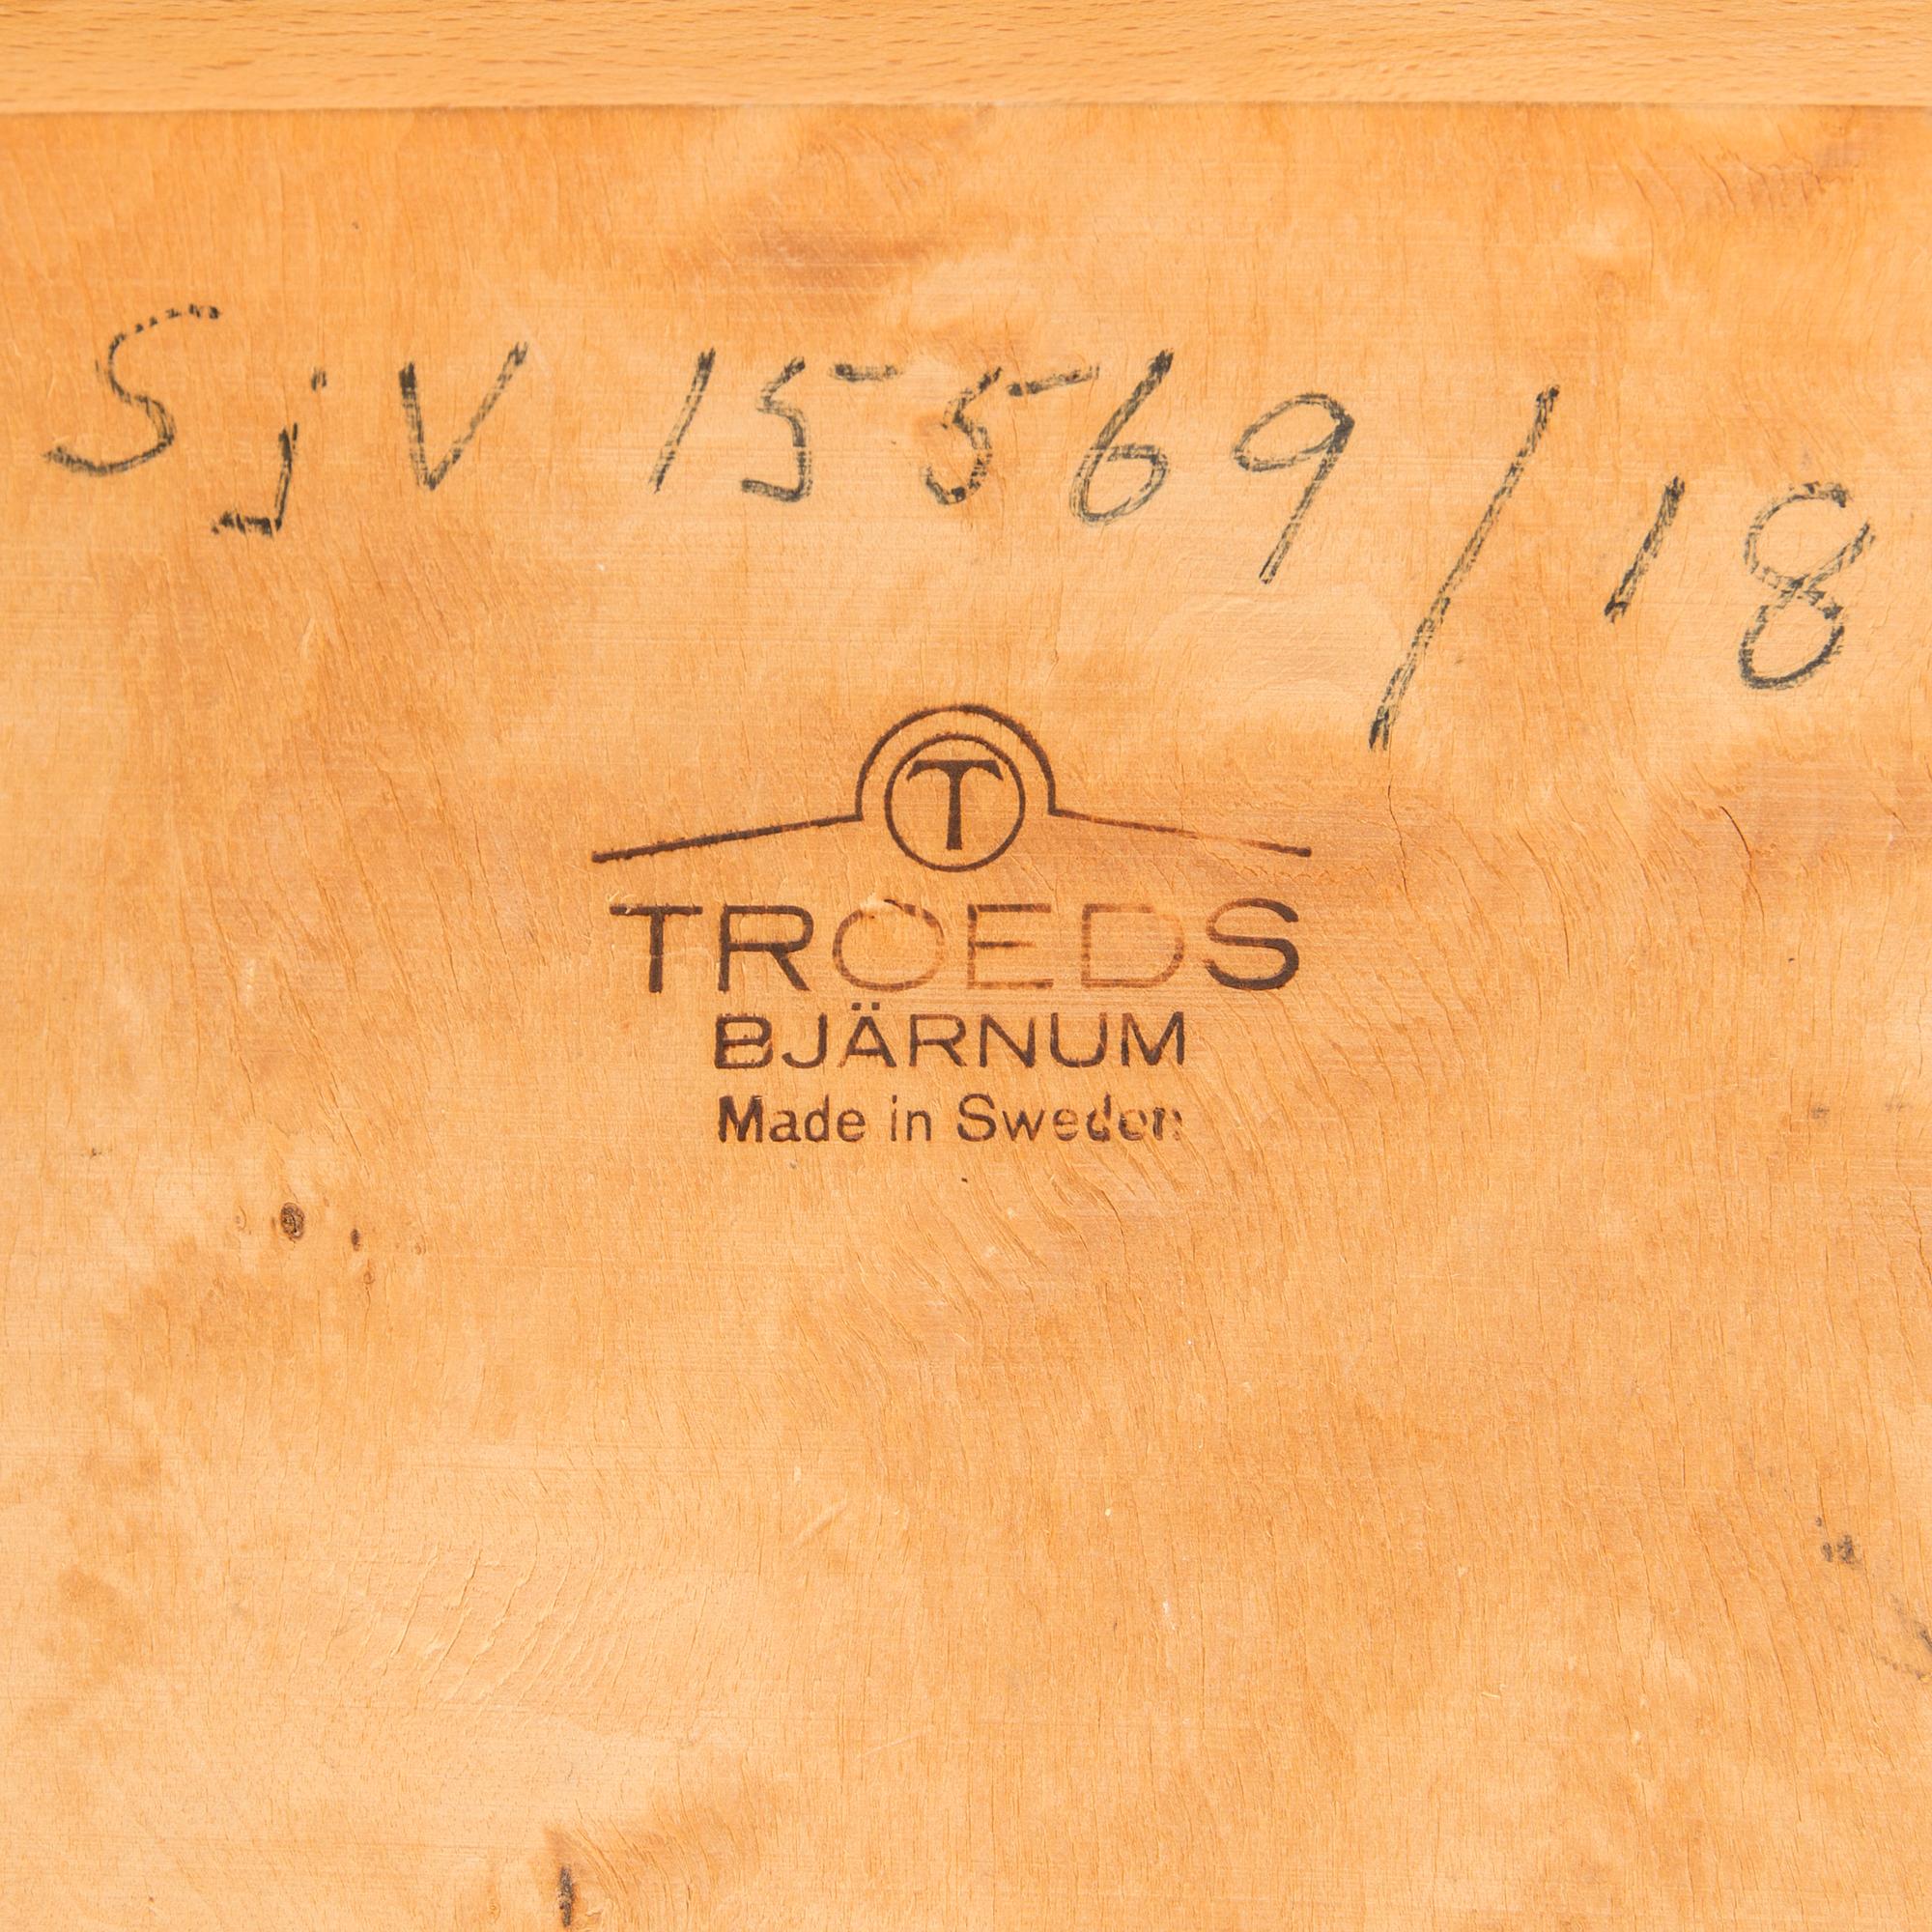 SjV 15569/18
T
TROEDS
BJÄRNUM
Made in Sweden